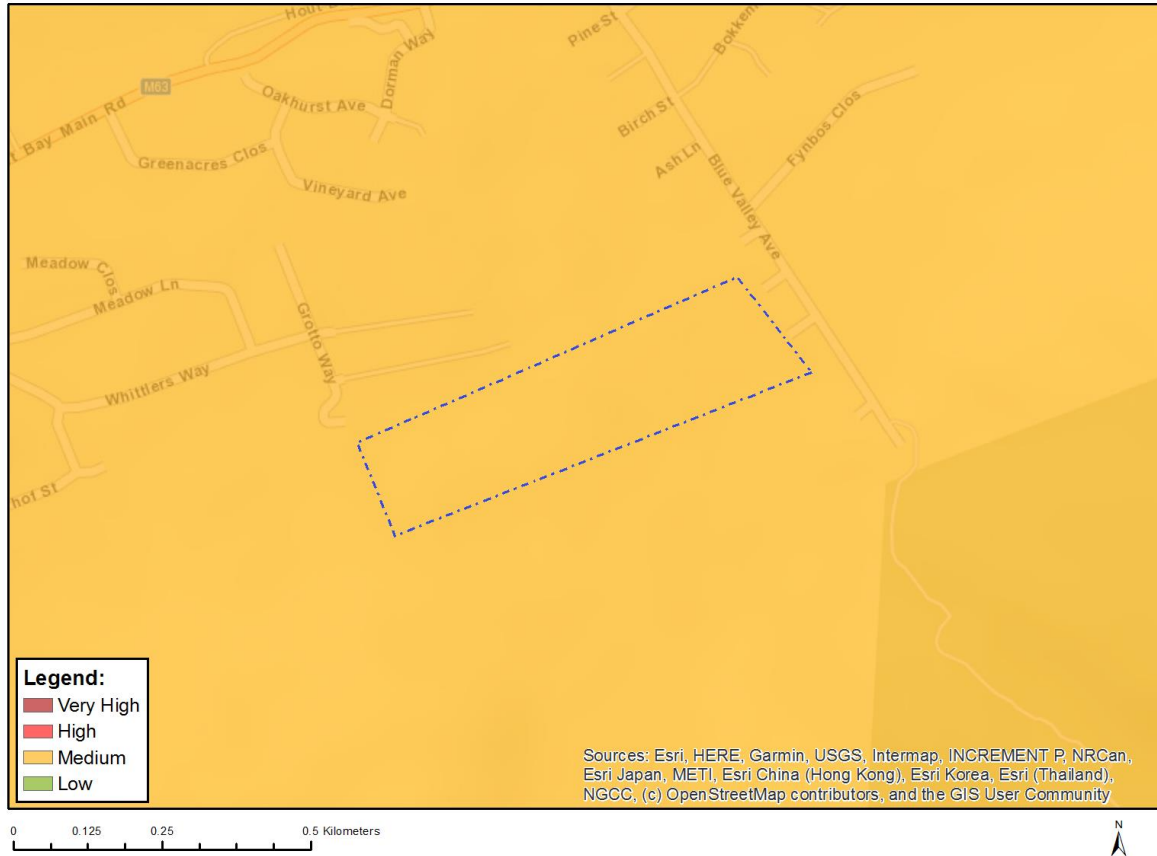 Hout
Pine St
Bokken
Dorman Way
M63
Oakhurst Ave
t Bay Main Rd
Birch St
Fynbos Clos
Greenacres Clos
Ash Ln
Blue Valley Ave
Vineyard Ave
Meadow Clos
Meadow Ln
Grotto Way
Whittlers Way
hof St
Legend:
Very High
High
Medium
Low
Sources: Esri, HERE, Garmin, USGS, Intermap, INCREMENT P, NRCan,
Esri Japan, METI, Esri China (Hong Kong), Esri Korea, Esri (Thailand),
NGCC, (c) OpenStreetMap contributors, and the GIS User Community
0 0.125 0.25 0.5 Kilometers
N